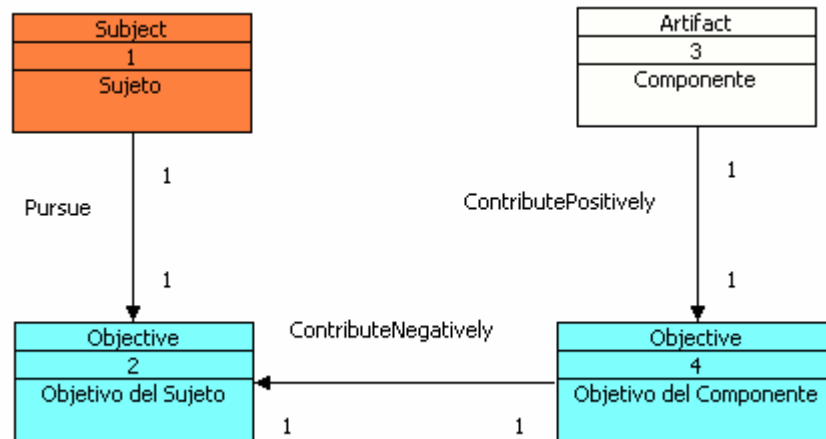 Subject
1
Sujeto
Artifact
3
Componente
1
Pursue
1
1
ContributePositively
1
Objective
2
Objetivo del Sujeto
ContributeNegatively
Objective
4
Objetivo del Componente
1
1